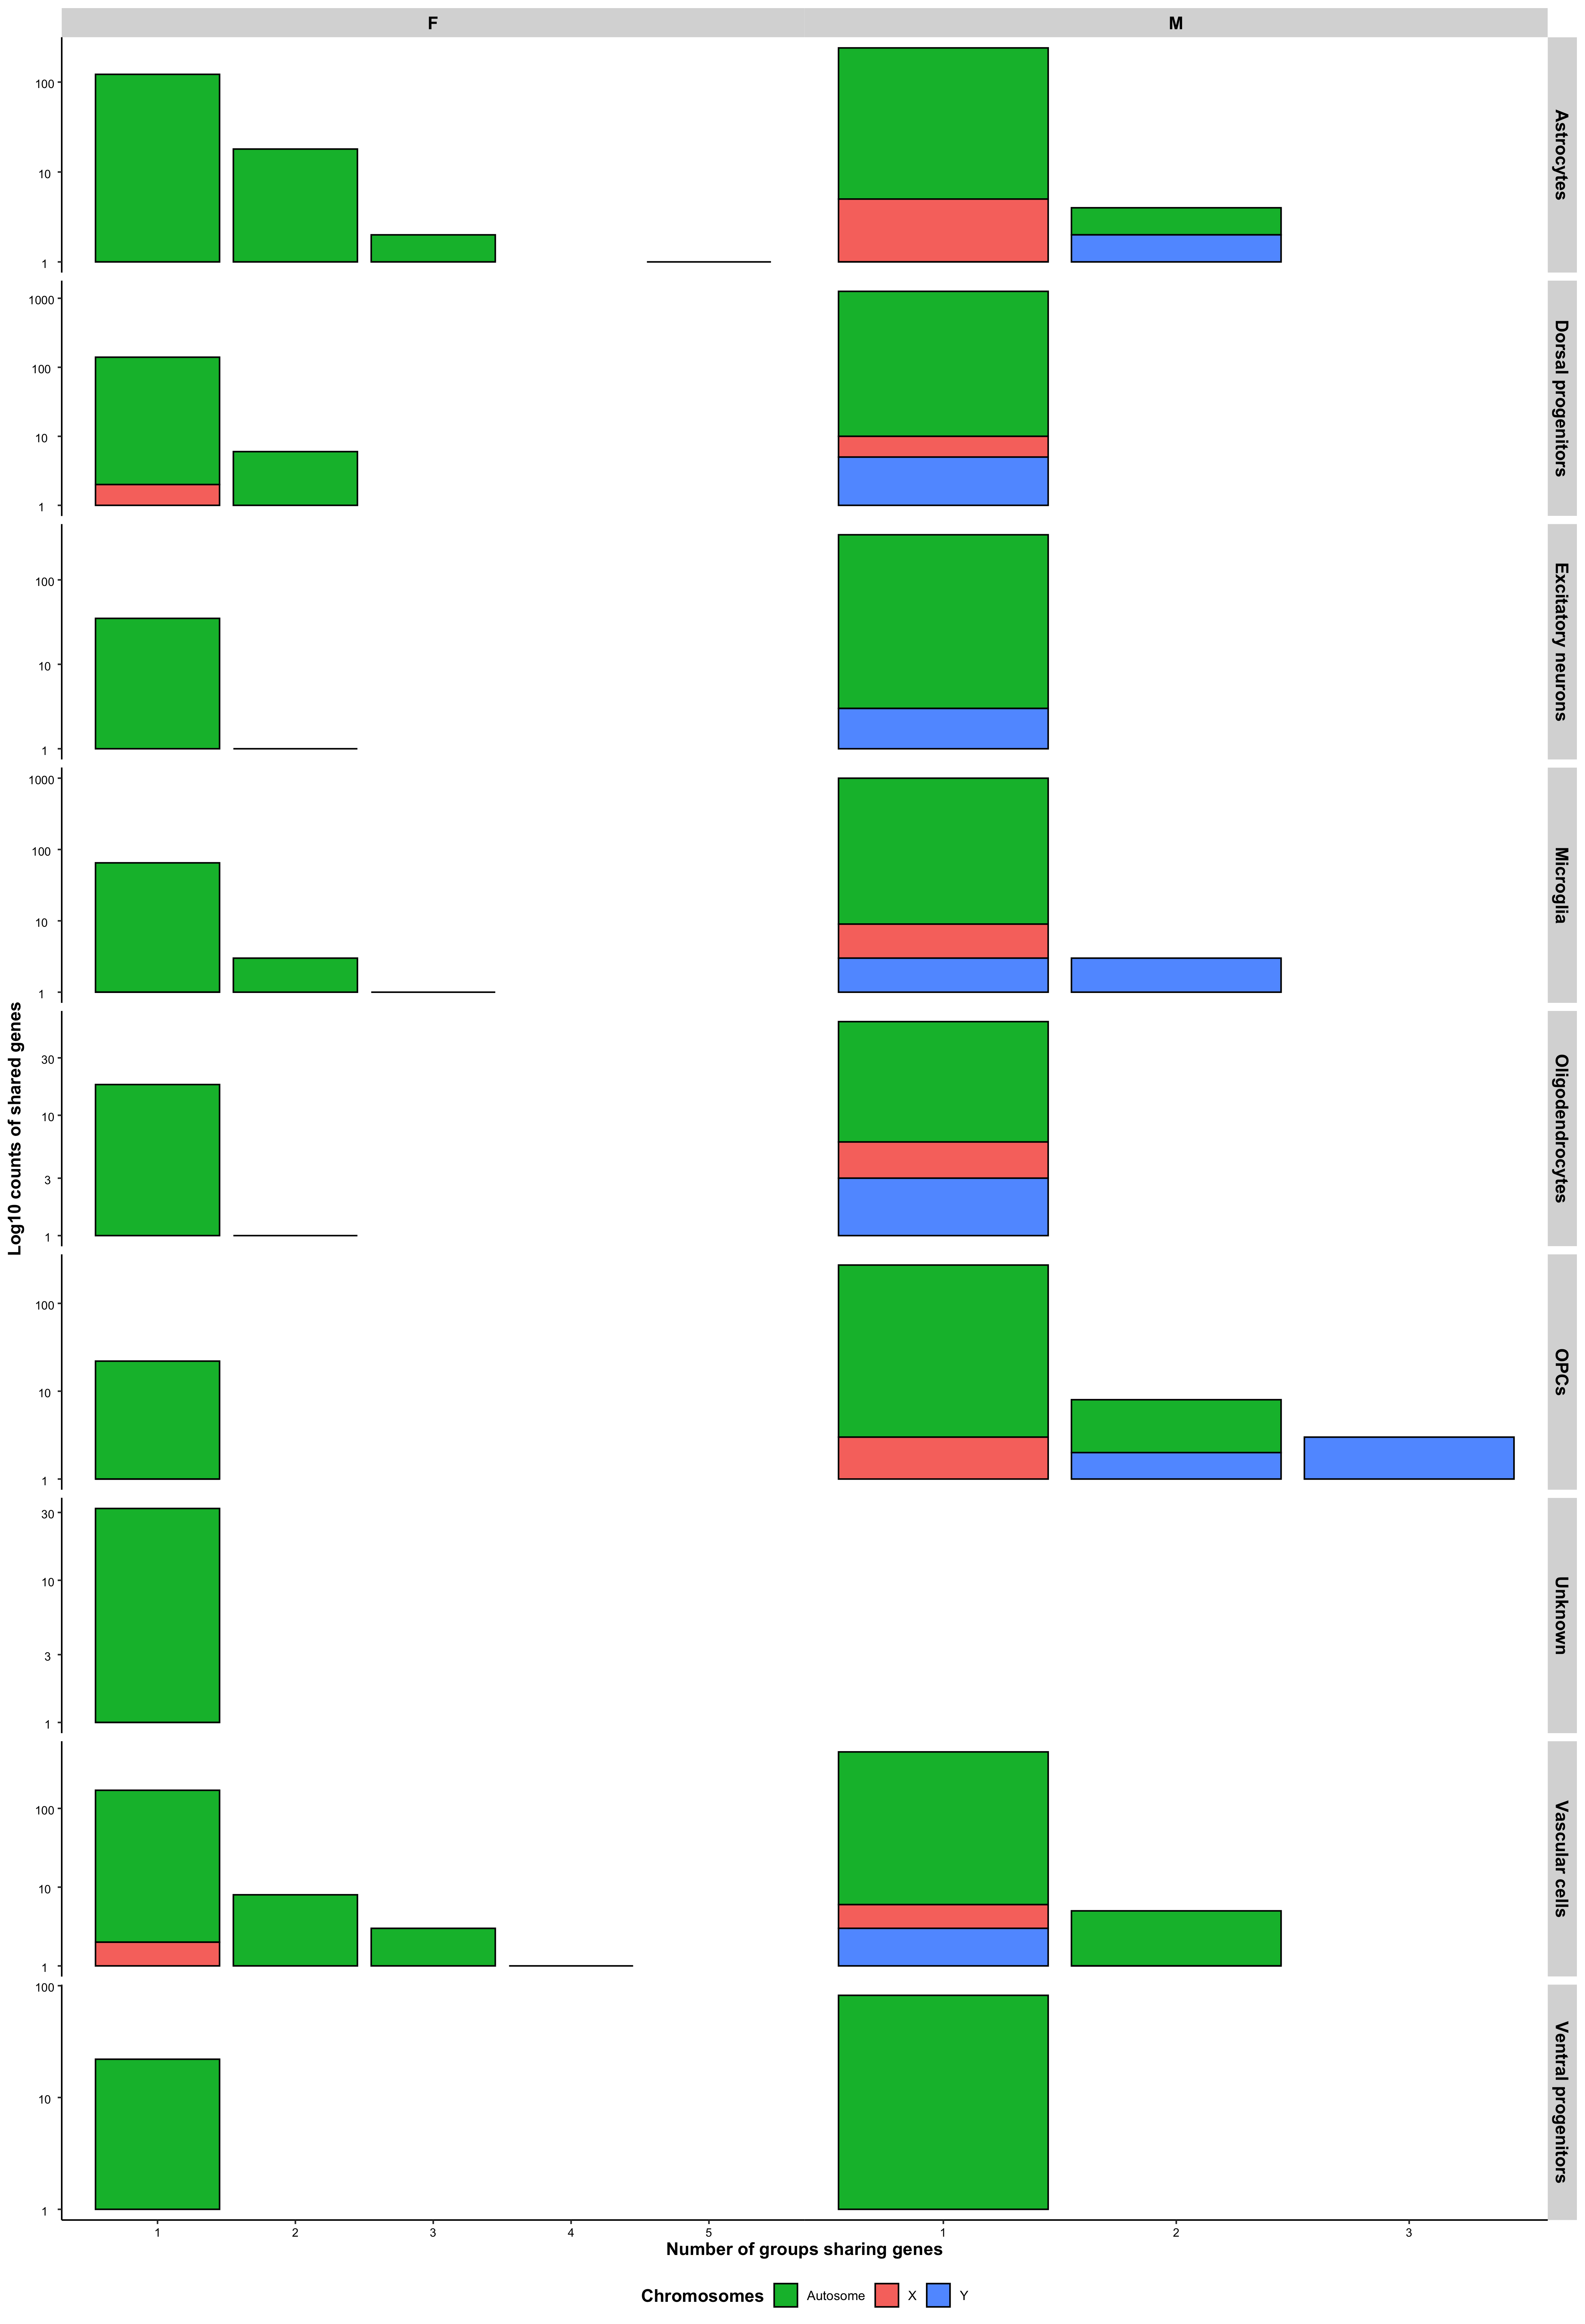 F
M
100
10
1
Astrocytes
1000
100
10
1
Dorsal progenitors
100
10
1
Excitatory neurons
1000
100
10
1
Microglia
30
10
3
1
Oligodendrocytes
100
10
1
OPCs
30
10
3
1
Unknown
100
10
1
Vascular cells
100
10
1
Ventral progenitors
Log10 counts of shared genes
1 2 3 4 5
1 2 3
Number of groups sharing genes
Chromosomes Autosome X Y